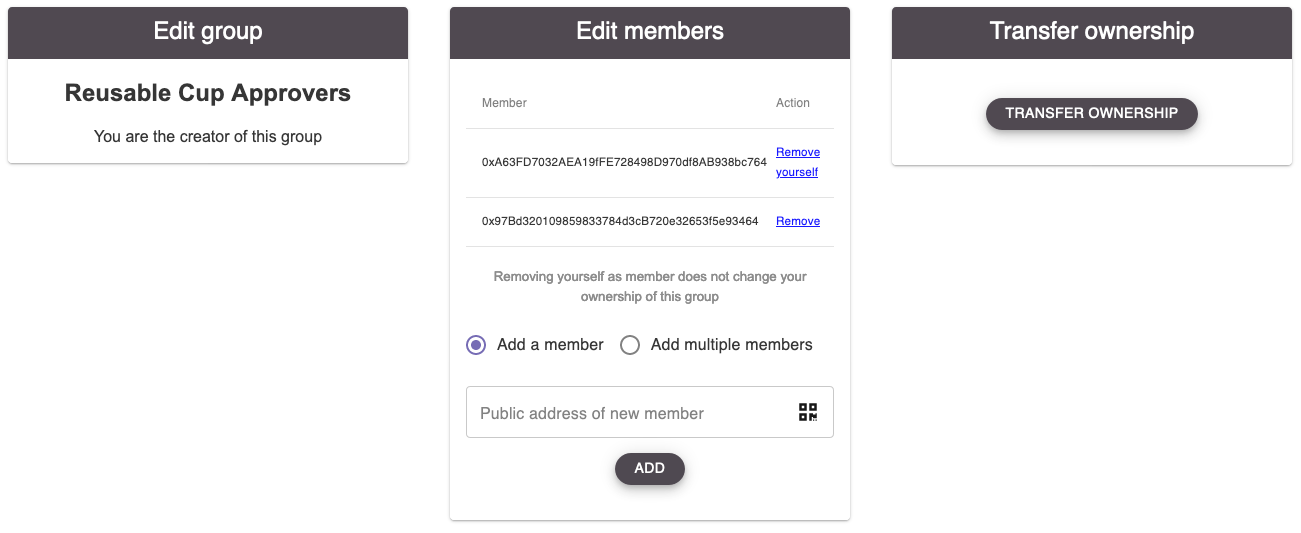 Edit group
Reusable Cup Approvers
You are the creator of this group
Edit members
Member Action
0xA63FD7032AEA19fFE728498D970df8AB938bc764 Remove
yourself
0x97Bd320109859833784d3cB720e32653f5e93464 Remove
Removing yourself as member does not change your
ownership of this group
Add a member Add multiple members
Public address of new member
ADD
Transfer ownership
TRANSFER OWNERSHIP